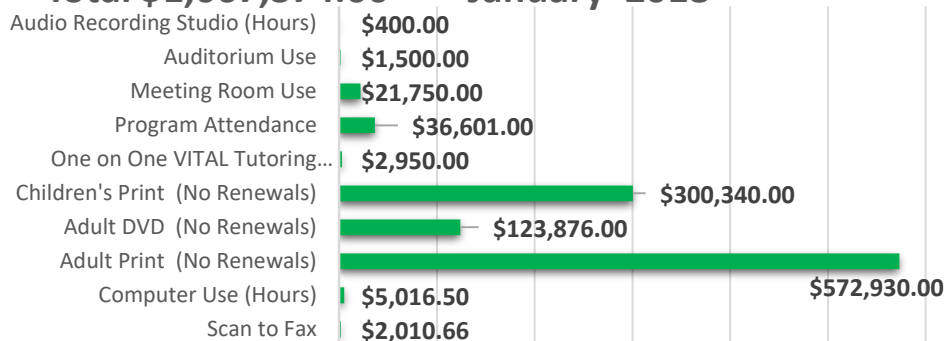 Total January
Audio Recording Studio (Hours) $400.00
Auditorium Use $1,500.00
Meeting Room Use $21,750.00
Program Attendance $36,601.00
One on One VITAL Tutoring... $2,950.00
Children's Print (No Renewals) $300,340.00
Adult DVD (No Renewals) $123,876.00
Adult Print (No Renewals) $572,930.00
Computer Use (Hours) $5,016.50
Scan to Fax $2,010.66